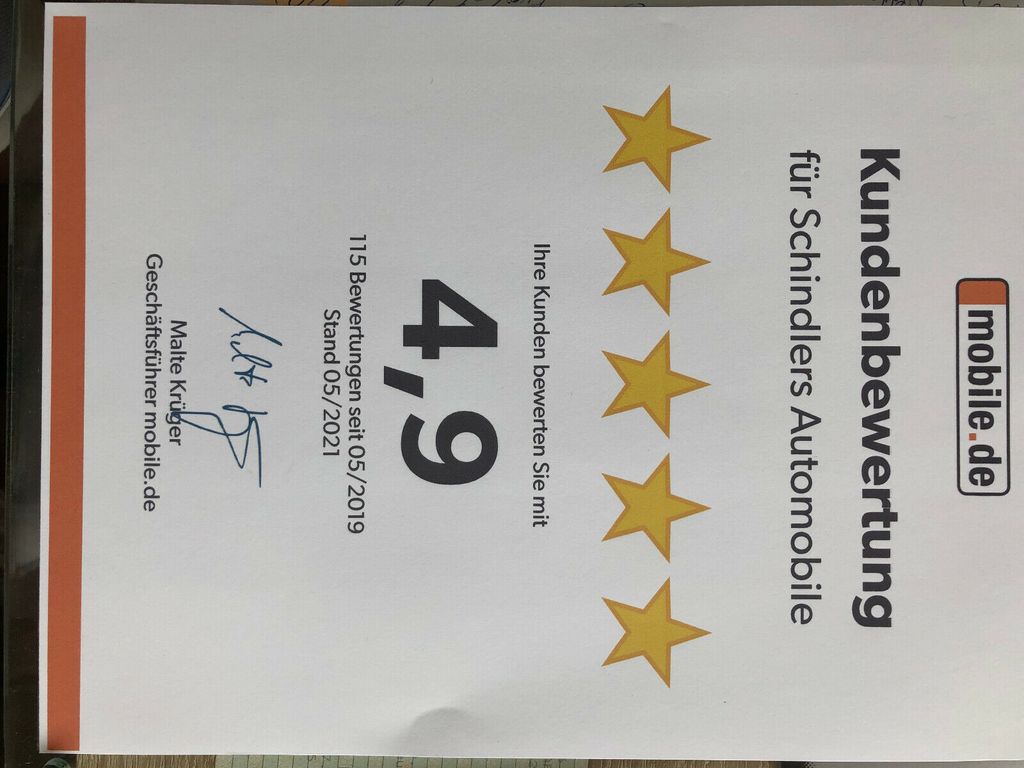 mobile.de
Kundenbewertung
für Schindlers Automobile
Ihre Kunden bewerten Sie mit
4,9
115 Bewertungen seit 05/2019
Stand 05/2021
Malte Krüger
Geschäftsführer mobile.de